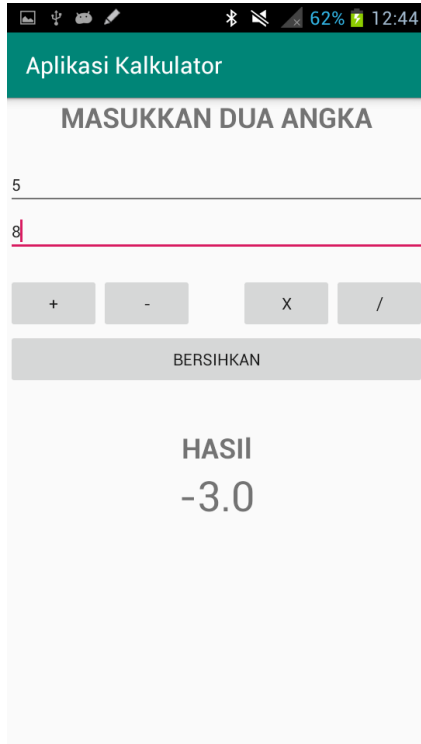 62% 12:44
Aplikasi Kalkulator
MASUKKAN DUA ANGKA
5
8
+ - X /
BERSIHKAN
HASIl
-3.0